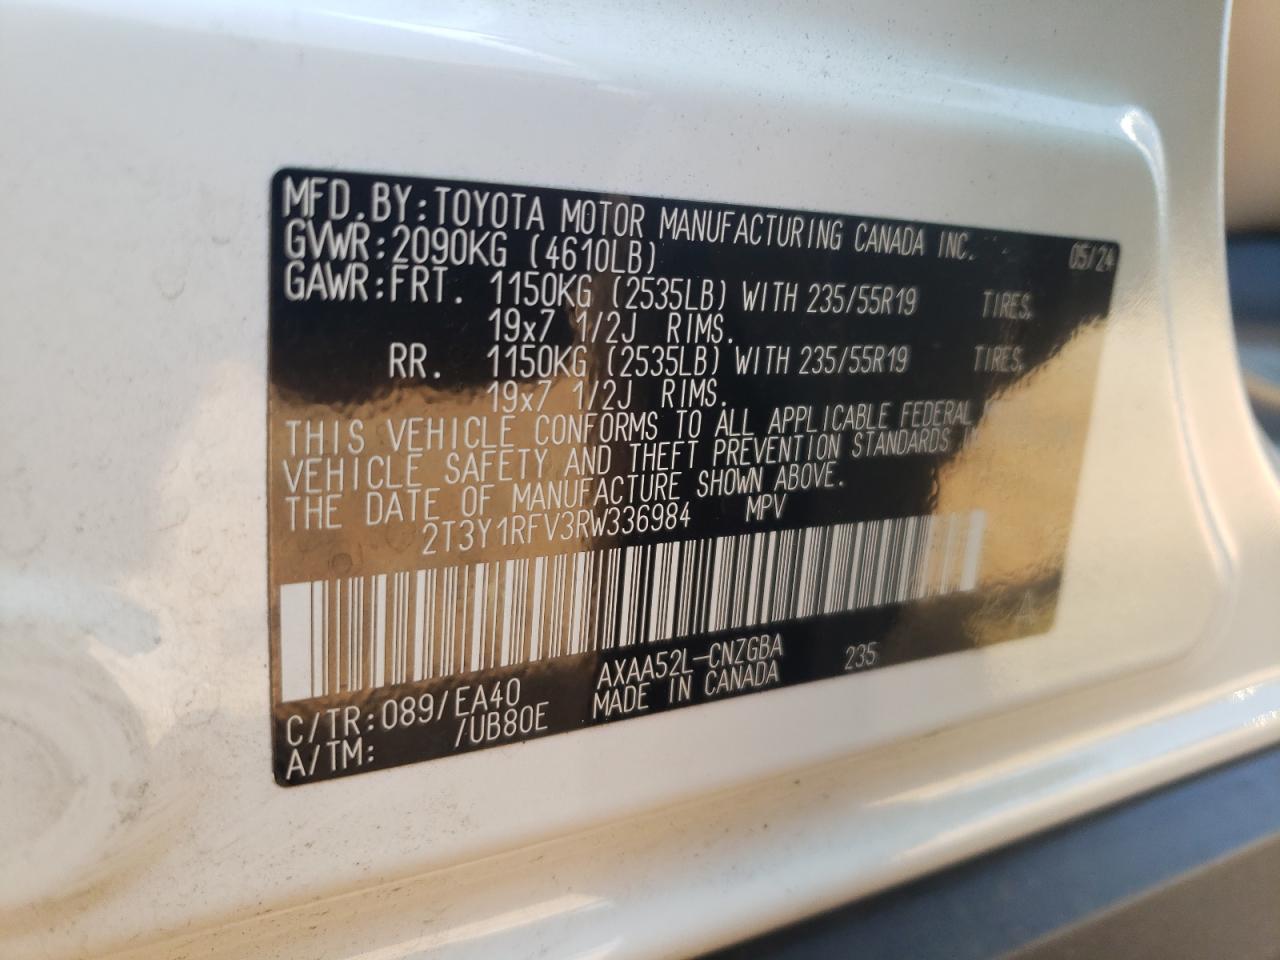 MFD.BY:TOYOTA MOTOR MANUFACTURING CANADA INC. 05/24
GVWR:2090KG (4610LB)
GAWR:FRT. 1150KG (2535LB) WITH 235/55R19 TIRES,
19x7 1/2J RIMS.
RR. 1150KG (2535LB) WITH 235/55R19 TIRES,
19x7 1/2J RIMS.
THIS VEHICLE CONFORMS TO ALL APPLICABLE FEDERAL
VEHICLE SAFETY AND THEFT PREVENTION STANDARDS
THE DATE OF MANUFACTURE SHOWN ABOVE.
2T3Y1RFV3RW336984 MPV
C/TR:089/EA40 AXAA52L-CNZGBA 235
A/TM: /UB80E MADE IN CANADA